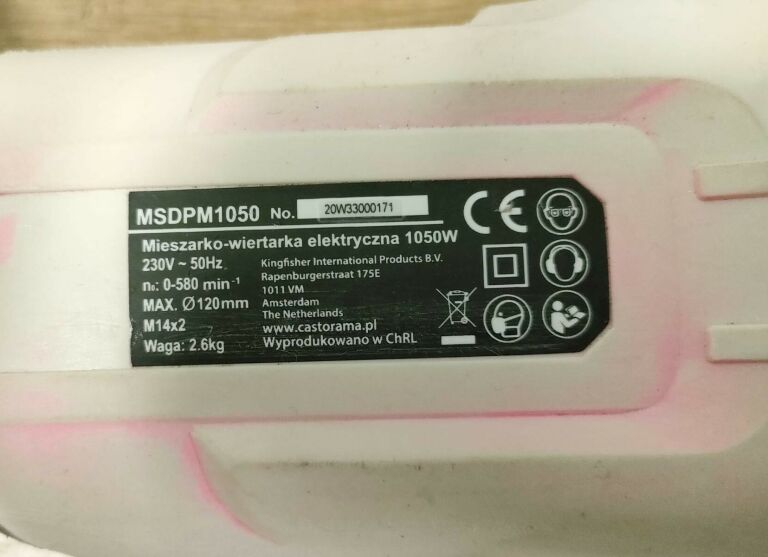 MSDPM1050 No. 20W33000171
Mieszarko-wiertarka elektryczna 1050W
230V ~ 50Hz
n₀: 0-580 min⁻¹
MAX. Ø120mm
M14x2
Waga: 2.6kg
Kingfisher International Products B.V.
Rapenburgerstraat 175E
1011 VM
Amsterdam
The Netherlands
www.castorama.pl
Wyprodukowano w ChRL
CE